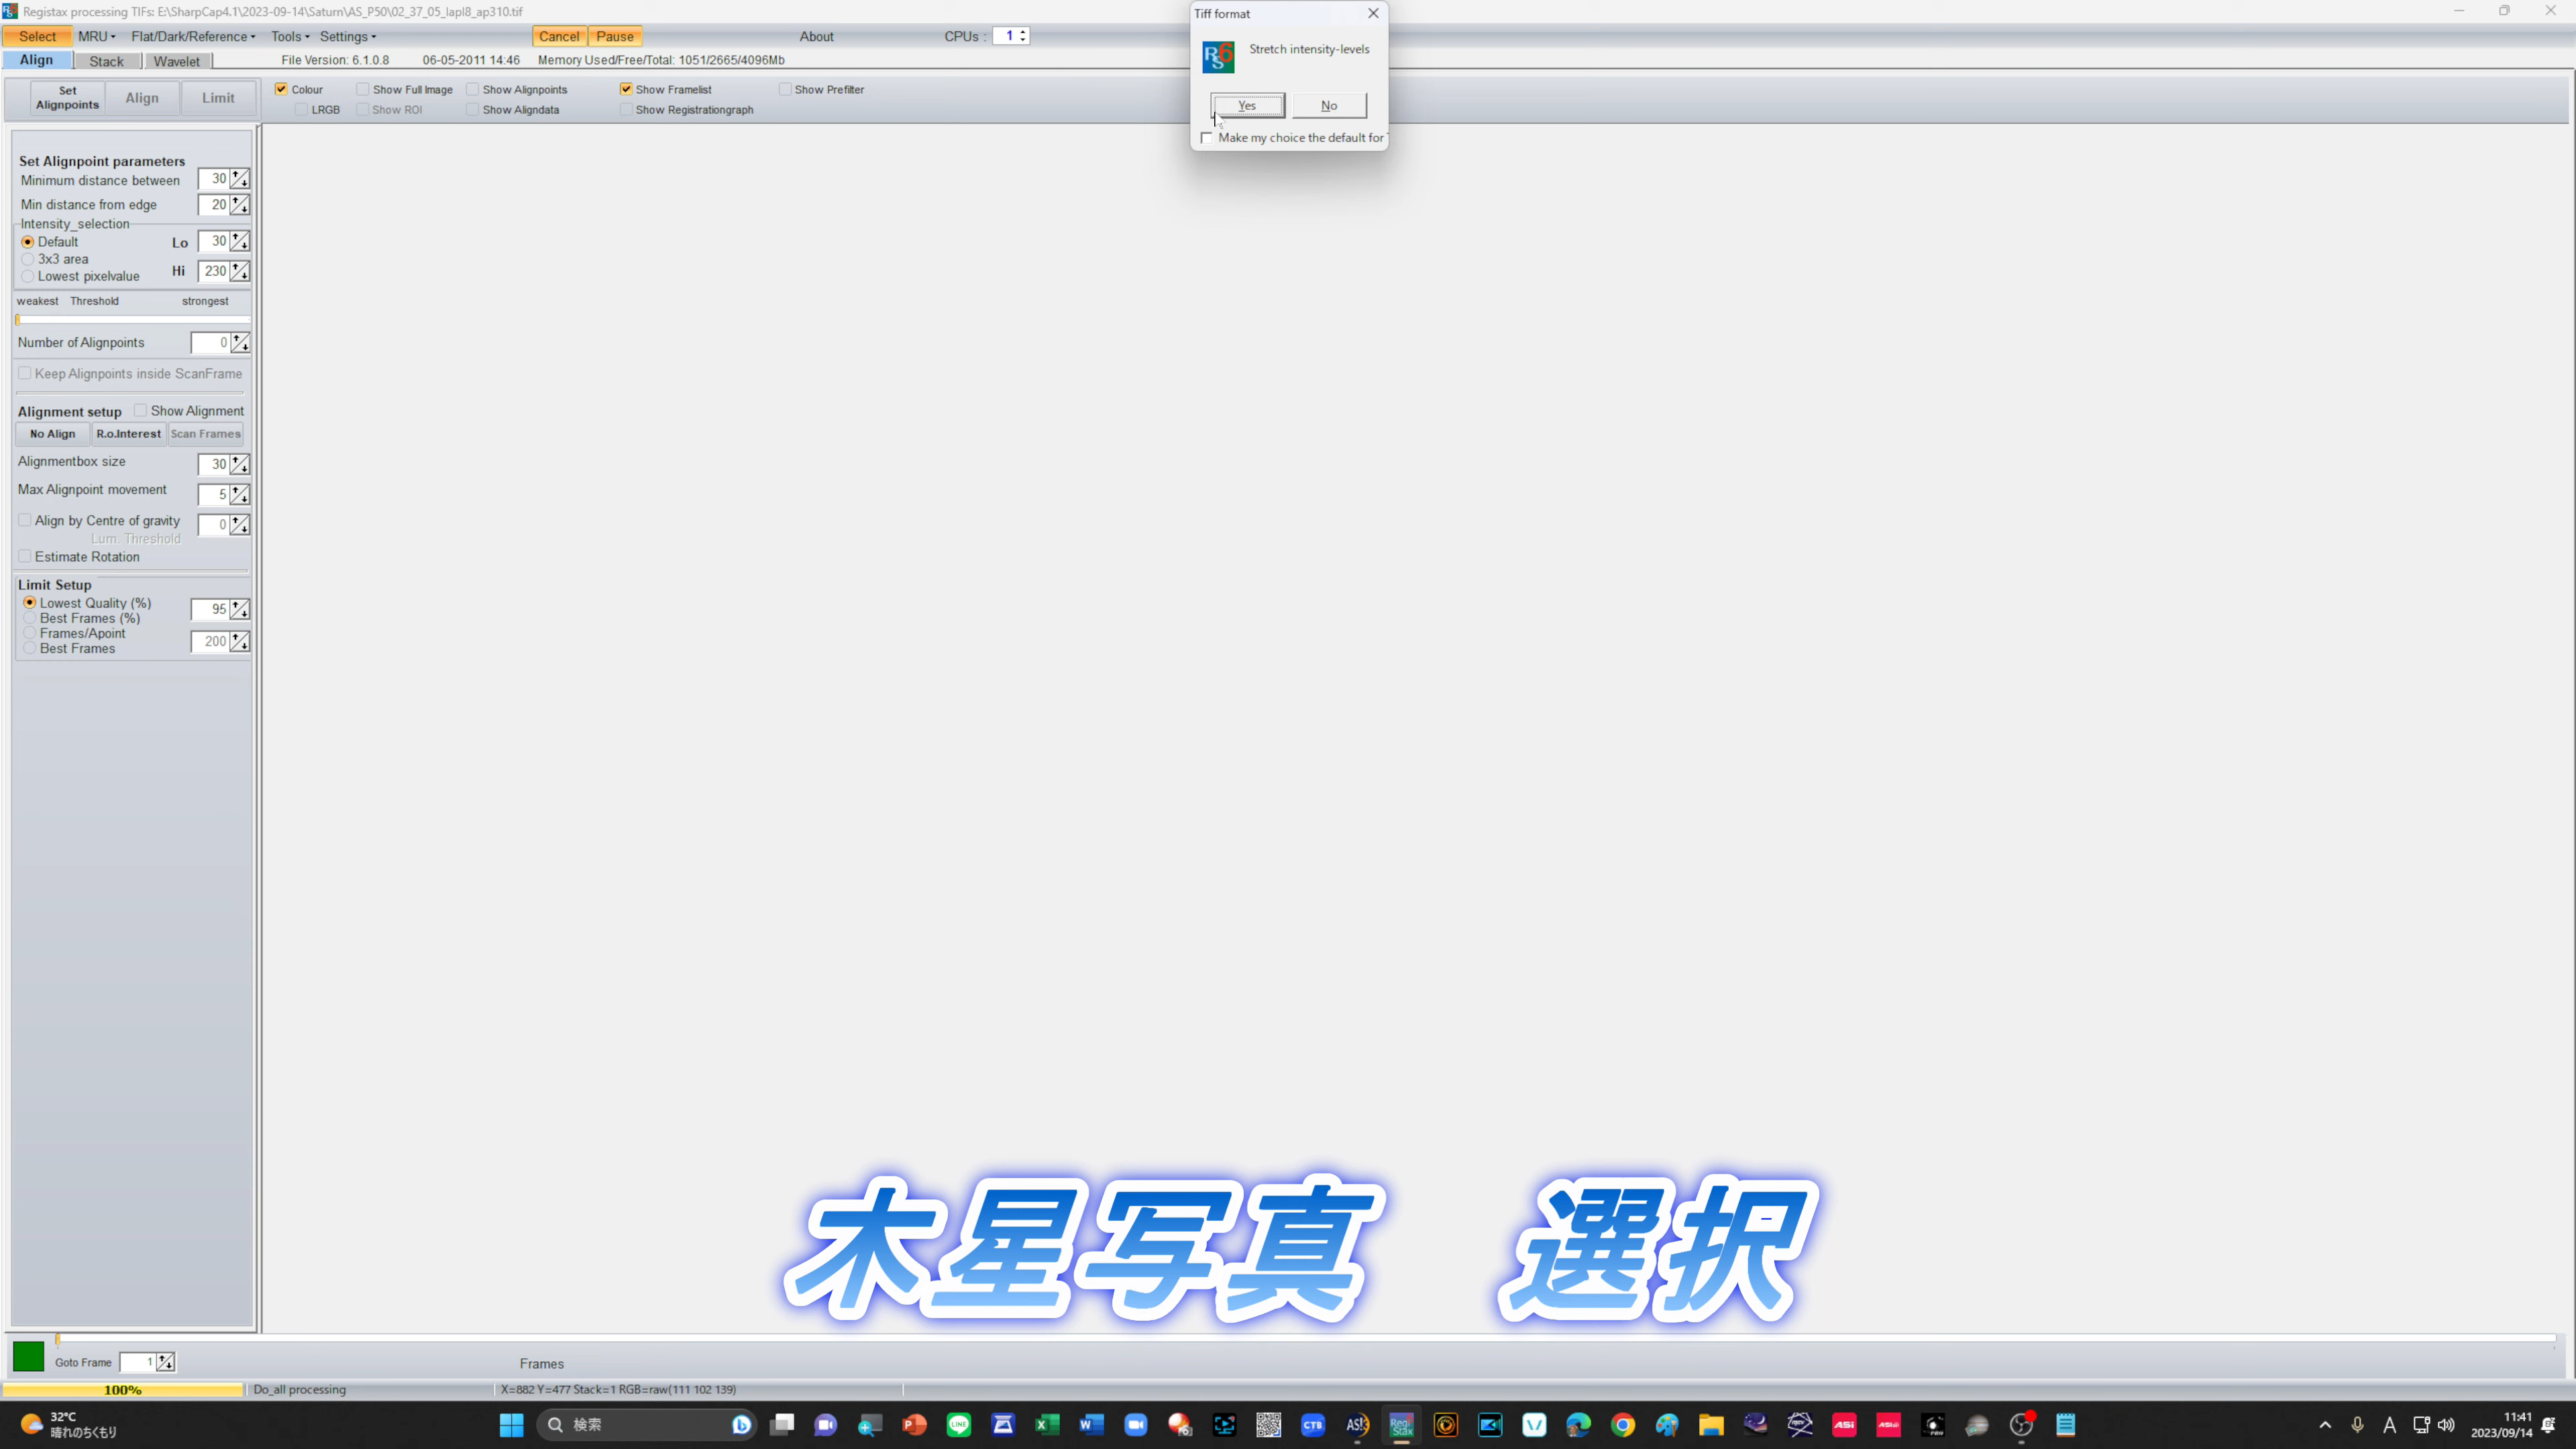 Registax processing TIFs: E:\SharpCap4.1\2023-09-14\Saturn\AS_P50\02_37_05_lapl8_ap310.tif
Select MRU Flat/Dark/Reference Tools Settings Cancel Pause About CPUs : 1
Align Stack Wavelet File Version: 6.1.0.8 06-05-2011 14:46 Memory Used/Free/Total: 1051/2665/4096Mb
Set Alignpoints Align Limit
Colour Show Full Image Show Alignpoints Show Framelist Show Prefilter
LRGB Show ROI Show Aligndata Show Registrationgraph
Tiff format
RS6
Stretch intensity-levels
Yes No
Make my choice the default for
Set Alignpoint parameters
Minimum distance between 30
Min distance from edge 20
Intensity_selection
Default Lo 30
3x3 area
Lowest pixelvalue Hi 230
weakest Threshold strongest
Number of Alignpoints 0
Keep Alignpoints inside ScanFrame
Alignment setup Show Alignment
No Align R.o.Interest Scan Frames
Alignmentbox size 30
Max Alignpoint movement 5
Align by Centre of gravity 0
Lum. Threshold
Estimate Rotation
Limit Setup
Lowest Quality (%) 95
Best Frames (%)
Frames/Apoint
Best Frames 200
木星写真 選択
Goto Frame 1 Frames
100% Do_all processing X=882 Y=477 Stack=1 RGB=raw(111 102 139)
32°C
晴れのちくもり
検索
LINE
CTB
AS!3
Regi Stax
ASI
A
11:41
2023/09/14